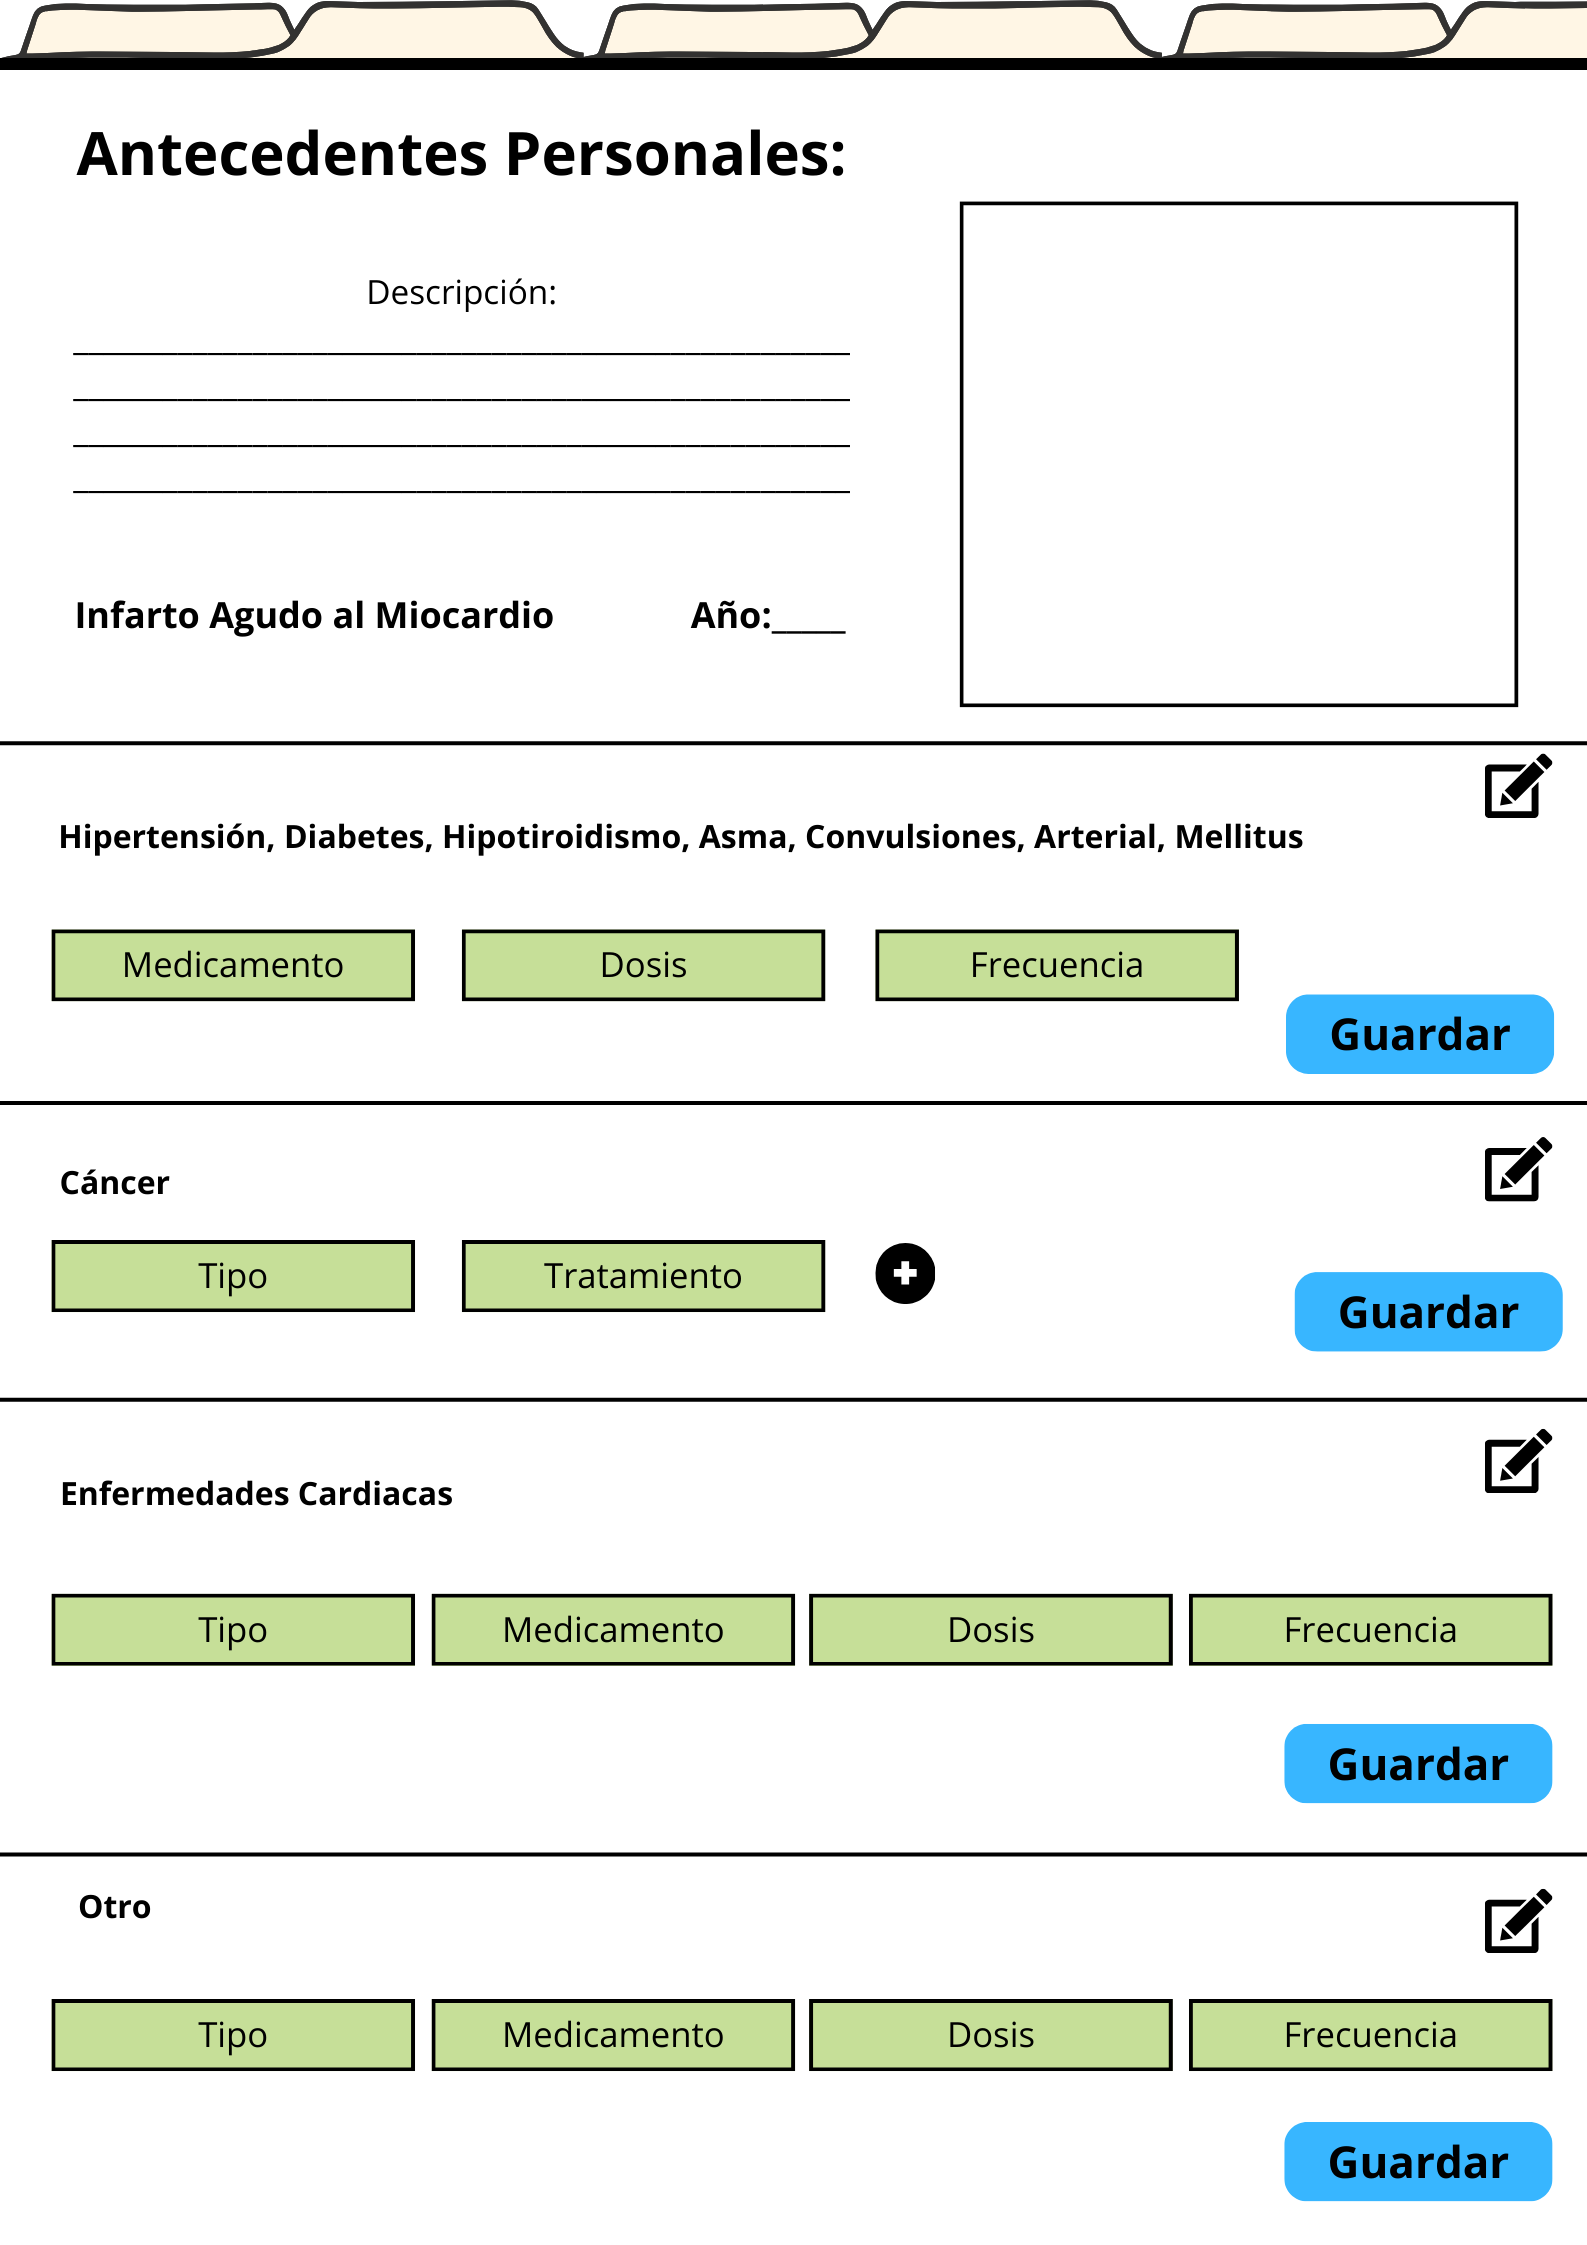 Antecedentes Personales:
Descripción:
Infarto Agudo al Miocardio Año:_____
Hipertensión, Diabetes, Hipotiroidismo, Asma, Convulsiones, Arterial, Mellitus
Medicamento Dosis Frecuencia
Guardar
Cáncer
Tipo Tratamiento
Guardar
Enfermedades Cardiacas
Tipo Medicamento Dosis Frecuencia
Guardar
Otro
Tipo Medicamento Dosis Frecuencia
Guardar